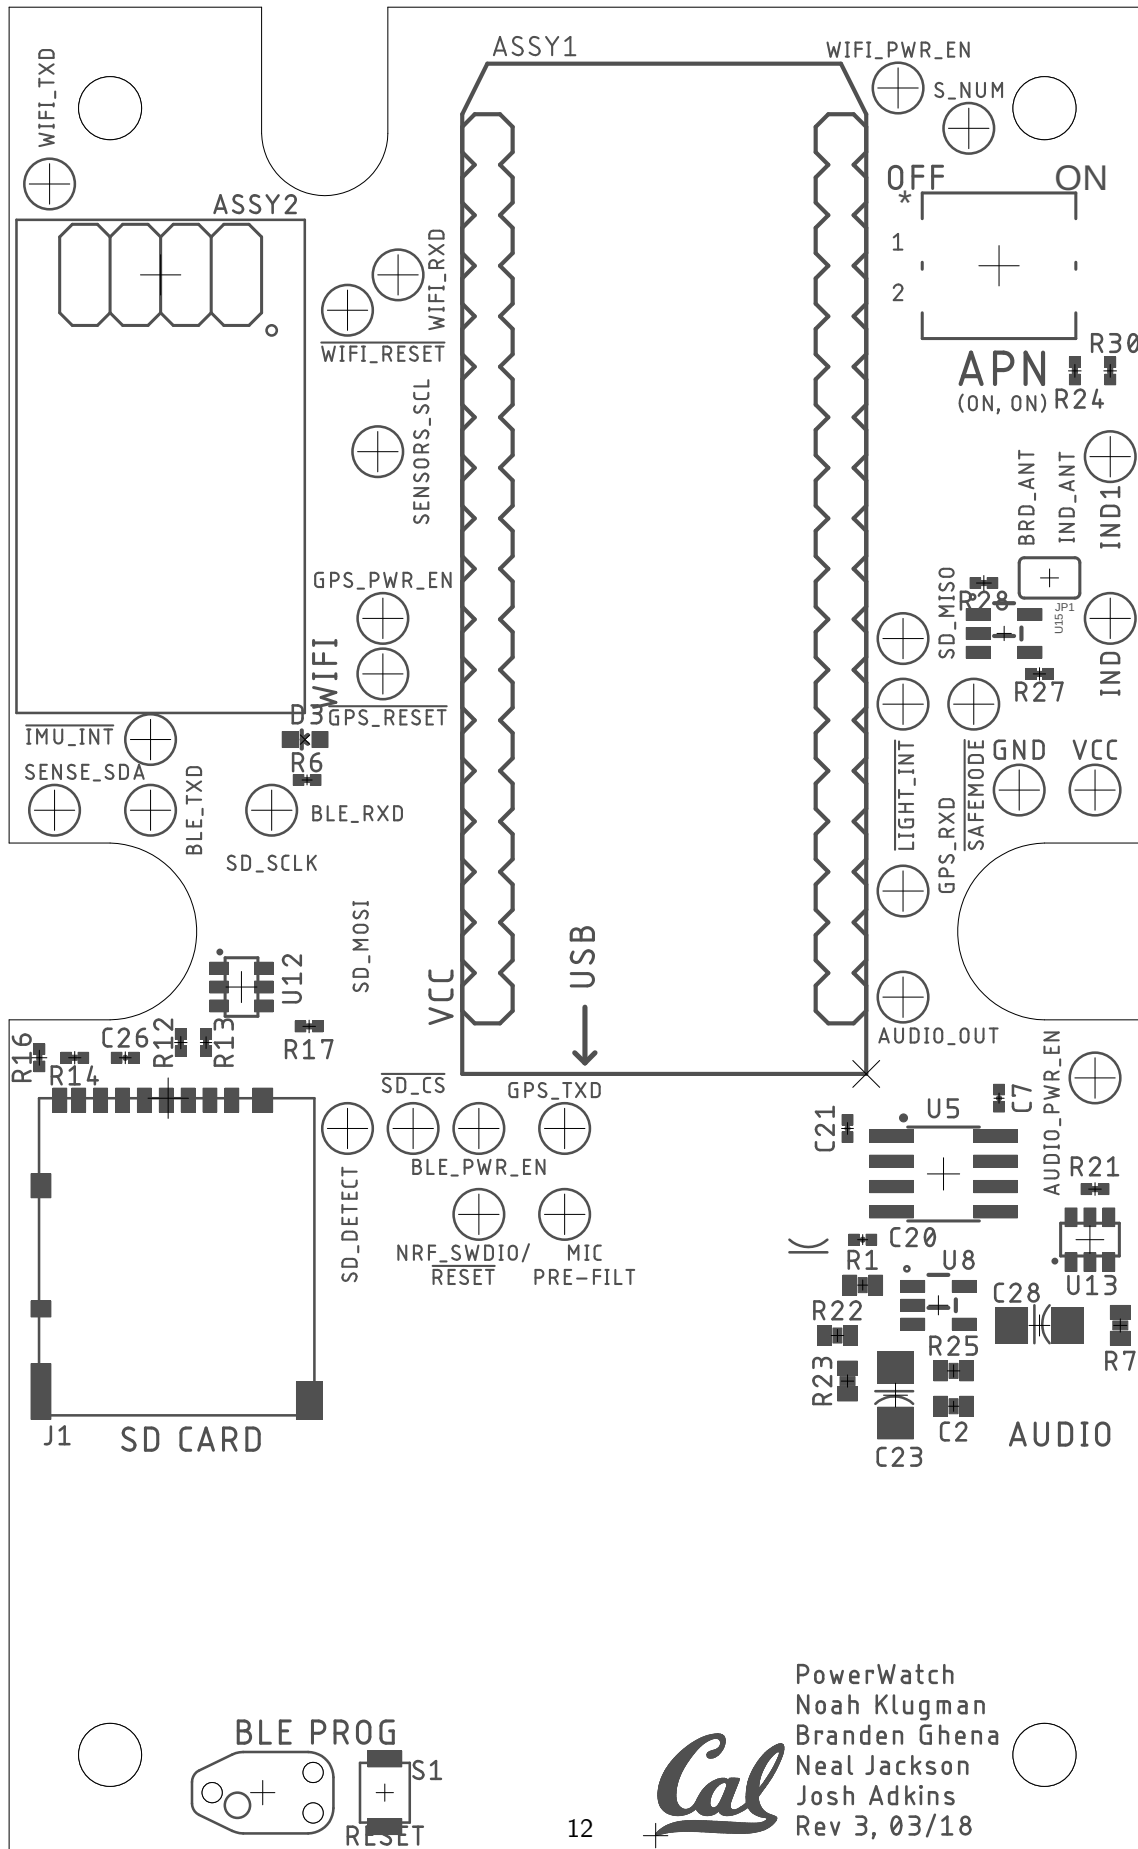 ASSY1
WIFI_PWR_EN
WIFI_TXD
S_NUM
OFF
ON
*
ASSY2
1
2
WIFI_RXD
WIFI_RESET
R30
APN
(ON, ON)
R24
SENSORS_SCL
BRD_ANT
IND_ANT
IND1
GPS_PWR_EN
SD_MISO
R28
JP1
U15
WIFI
IND
R27
D3
GPS_RESET
IMU_INT
LIGHT_INT
SAFEMODE
GND
VCC
R6
SENSE_SDA
BLE_TXD
BLE_RXD
GPS_RXD
SD_SCLK
SD_MOSI
USB
U12
VCC
R16
R14
C26
R12
R13
R17
AUDIO_OUT
AUDIO_PWR_EN
SD_CS
GPS_TXD
C7
U5
C21
BLE_PWR_EN
R21
SD_DETECT
NRF_SWDIO/
RESET
MIC
PRE-FILT
C20
R1
U8
U13
C28
R22
R25
R7
R23
J1
SD CARD
C2
AUDIO
C23
PowerWatch
Noah Klugman
Branden Ghena
Neal Jackson
Josh Adkins
Rev 3, 03/18
BLE PROG
S1
RESET
12
Cal